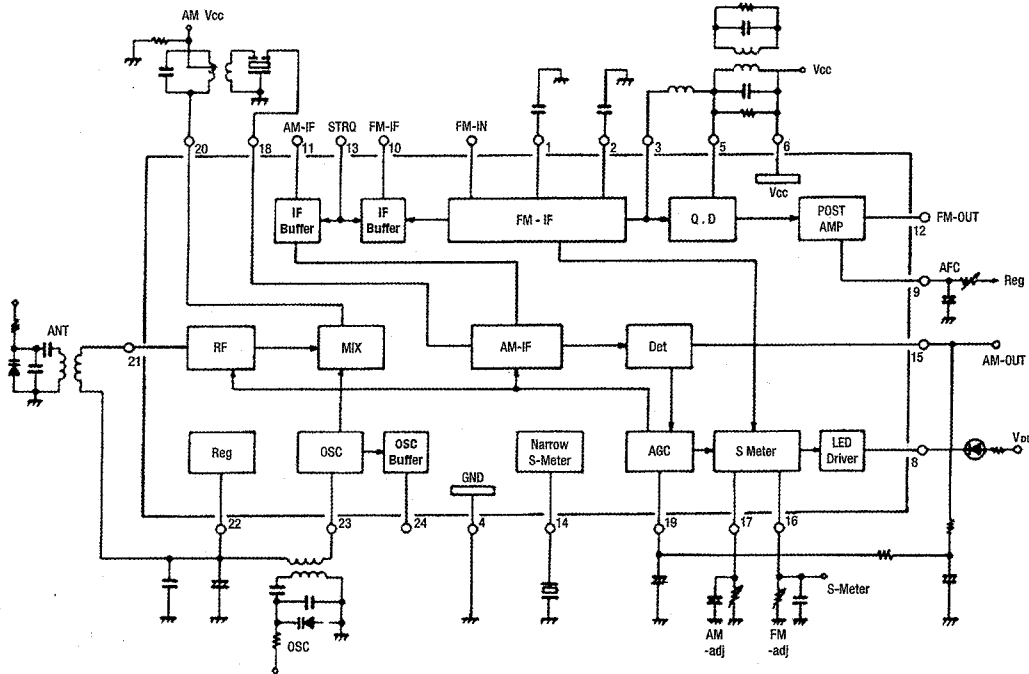 AM Vcc
Vcc
AM-IF
STRQ
FM-IF
FM-IN
20
18
11
13
10
1
2
3
5
6
Vcc
IF
Buffer
IF
Buffer
FM - IF
Q.D
POST
AMP
FM-OUT
12
AFC
Reg
9
ANT
RF
MIX
AM-IF
Det
21
15
AM-OUT
Reg
OSC
OSC
Buffer
Narrow
S-Meter
AGC
S Meter
LED
Driver
8
GND
22
23
24
4
14
19
17
16
S-Meter
OSC
AM
-adj
FM
-adj